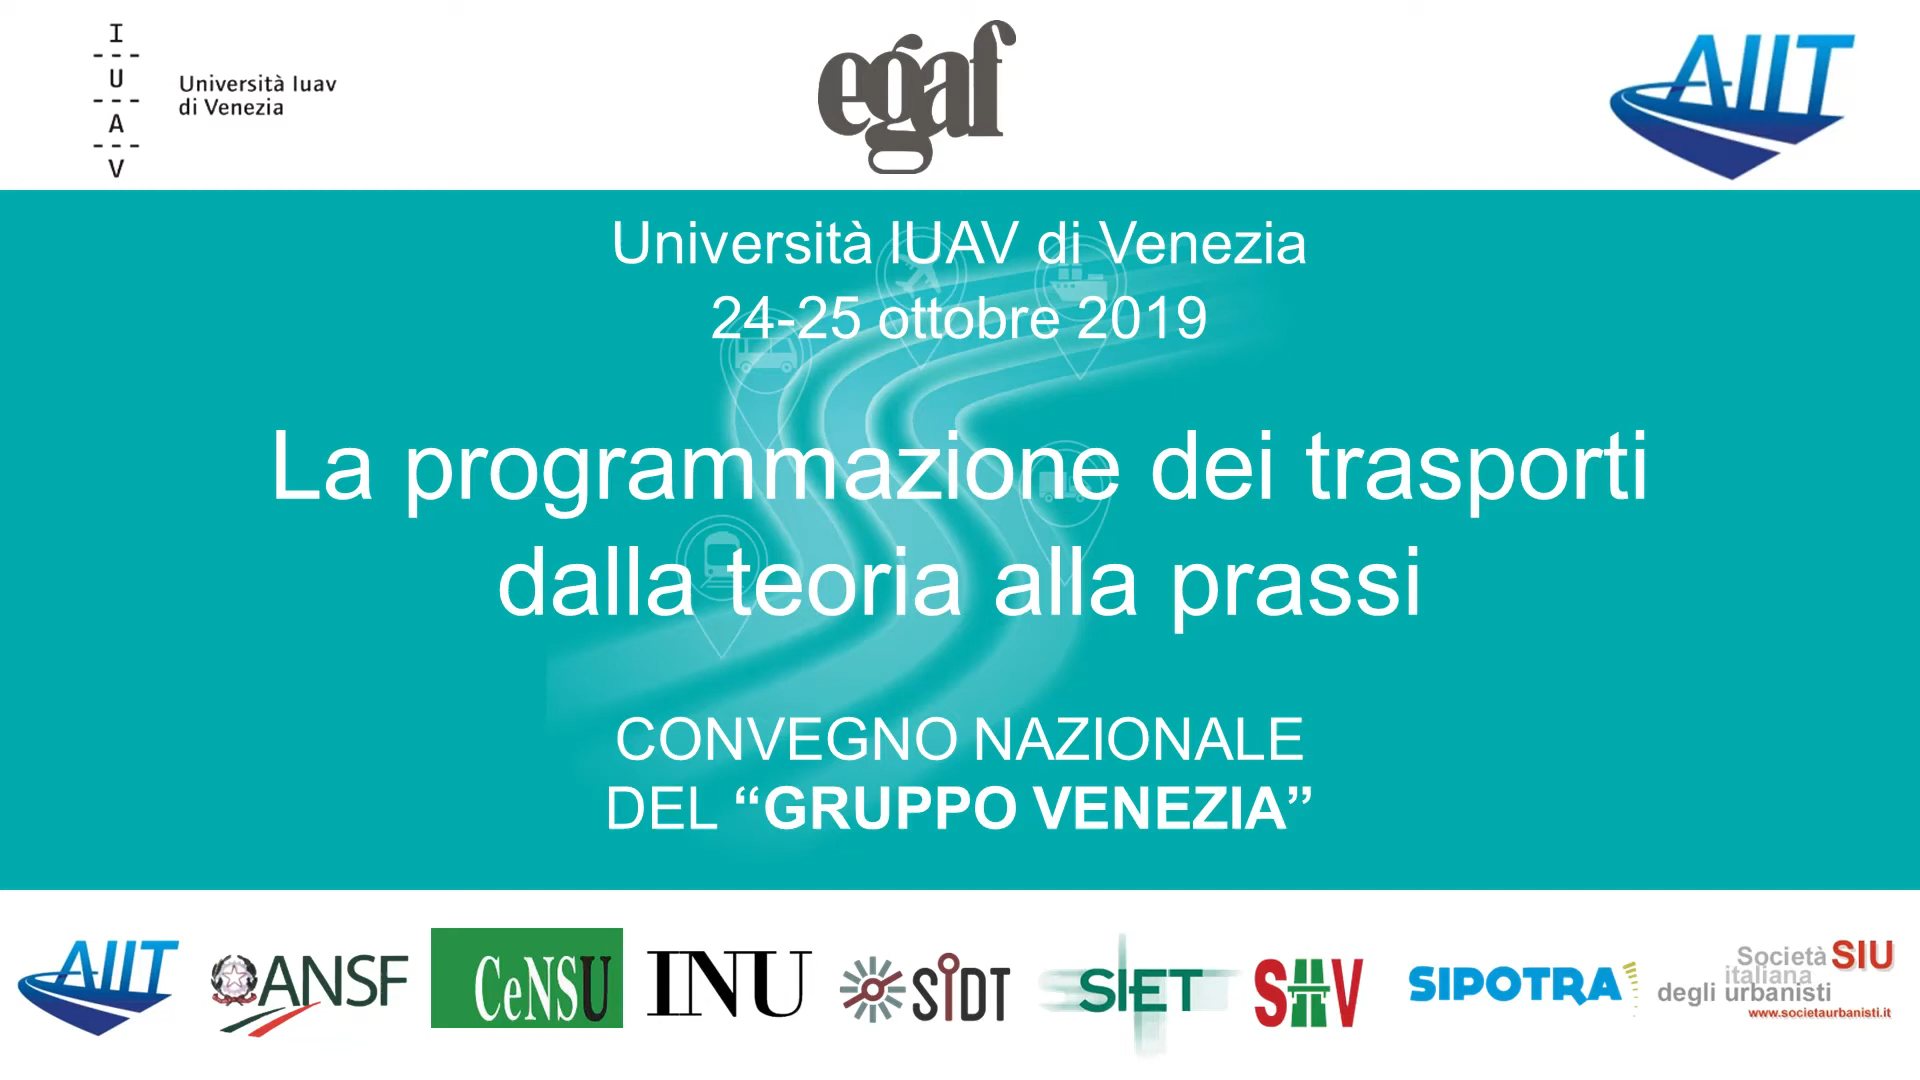 I
U
A
V
Università Iuav
di Venezia
egaf
AIIT
Università IUAV di Venezia
24-25 ottobre 2019
La programmazione dei trasporti
dalla teoria alla prassi
CONVEGNO NAZIONALE
DEL “GRUPPO VENEZIA”
AIIT
ANSF
CeNSU
INU
SIDT
SIET
SIIV
SIPOTRA
Società SIU
italiana
degli urbanisti
www.societaurbanisti.it